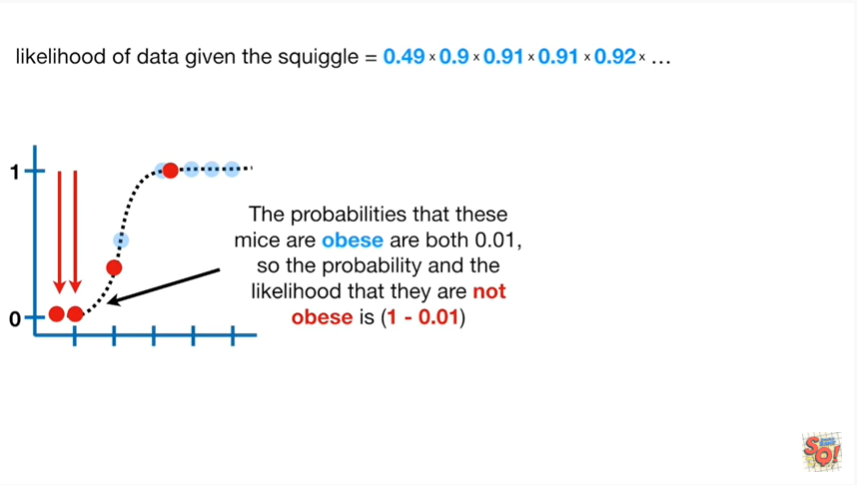 likelihood of data given the squiggle = 0.49 x 0.9 x 0.91 x 0.91 x 0.92 x ...
1
The probabilities that these
mice are obese are both 0.01,
so the probability and the
likelihood that they are not
obese is (1 - 0.01)
0
SQ!